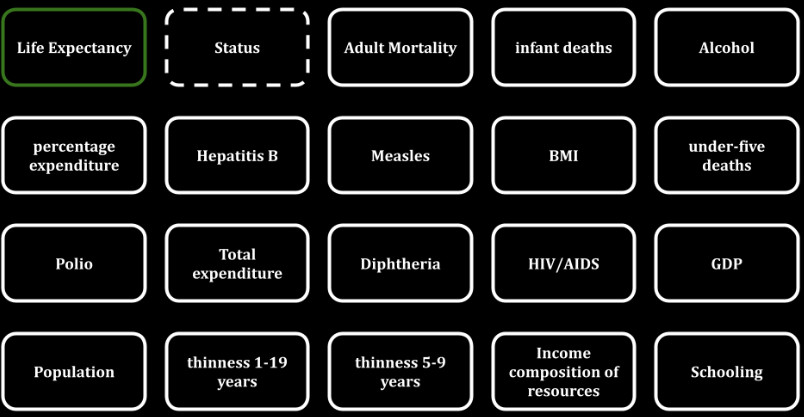 Life Expectancy
Status
Adult Mortality
infant deaths
Alcohol
percentage
expenditure
Hepatitis B
Measles
BMI
under-five
deaths
Polio
Total
expenditure
Diphtheria
HIV/AIDS
GDP
Population
thinness 1-19
years
thinness 5-9
years
Income
composition of
resources
Schooling